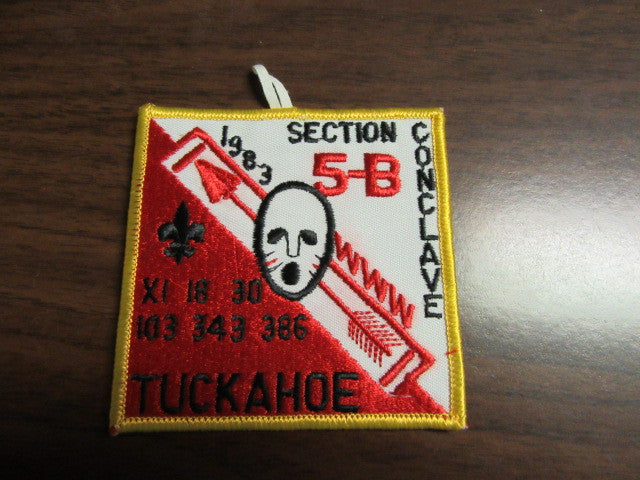 1983
SECTION
5-B
CONCLAVE
WWW
XI 18 30
103 343 386
TUCKAHOE